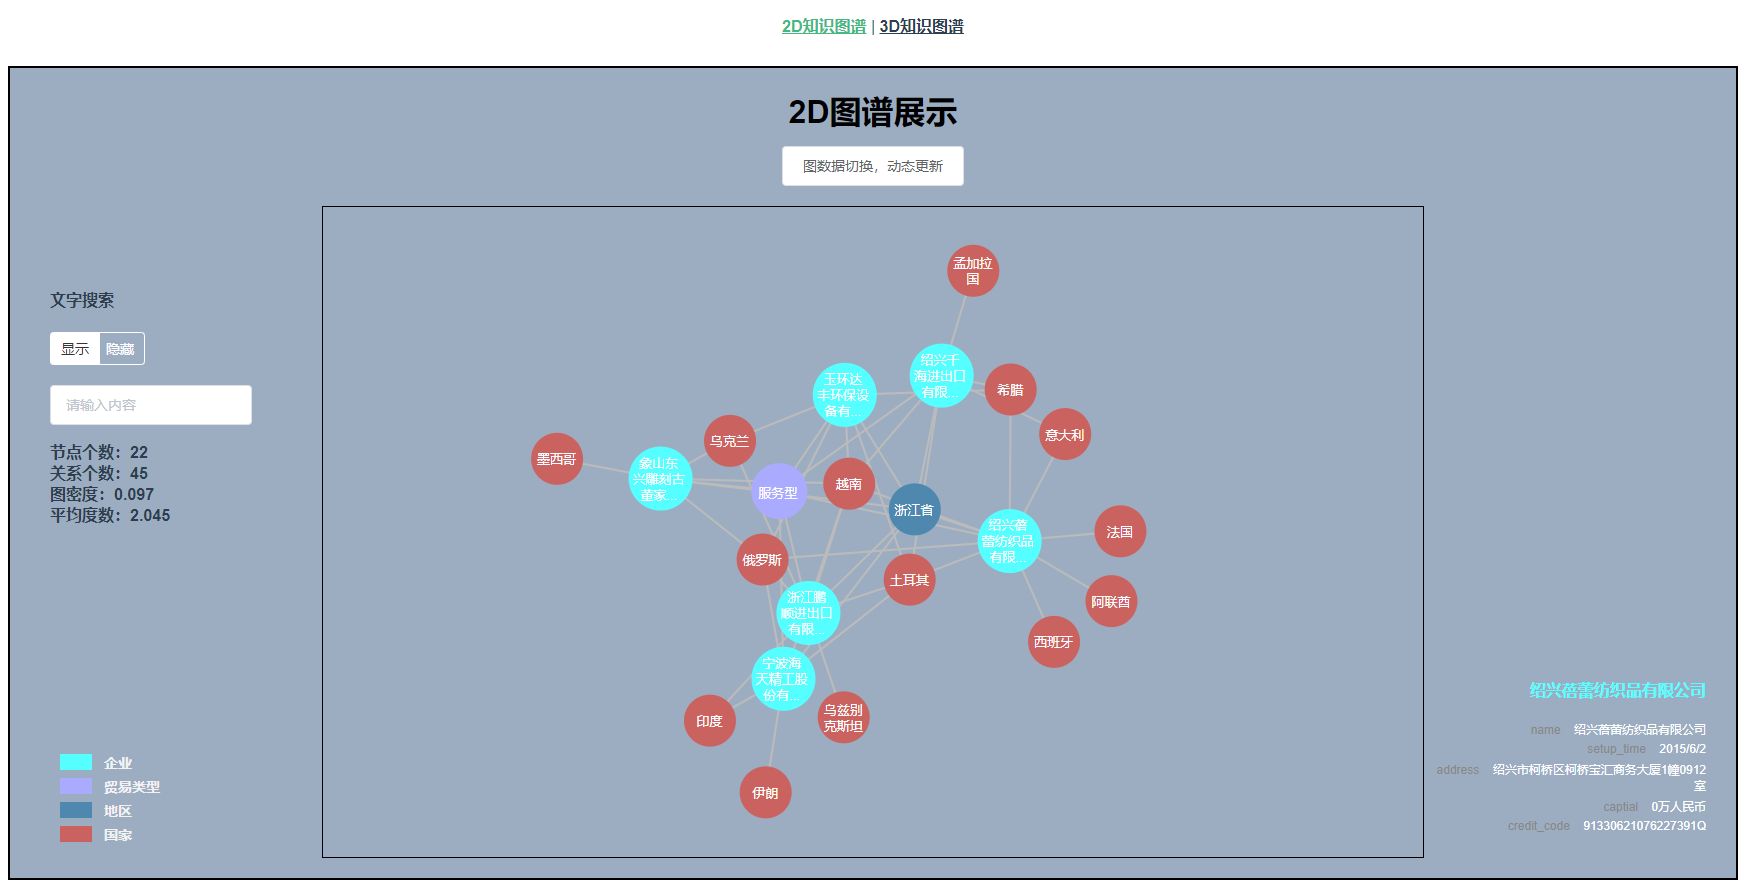 2D知识图谱 | 3D知识图谱
2D图谱展示
图数据切换，动态更新
文字搜索
显示 隐藏
请输入内容
节点个数：22
关系个数：45
图密度：0.097
平均度数：2.045
企业
贸易类型
地区
国家
孟加拉
国
绍兴千
海进出口
有限...
希腊
玉环达
丰环保设
备有...
意大利
乌克兰
墨西哥
象山东
兴雕刻古
董家...
服务型
越南
浙江省
绍兴蓓
蕾纺织品
有限...
法国
俄罗斯
土耳其
阿联酋
浙江鹏
顺进出口
有限...
西班牙
宁波海
天精工股
份有...
印度
乌兹别
克斯坦
伊朗
绍兴蓓蕾纺织品有限公司
name 绍兴蓓蕾纺织品有限公司
setup_time 2015/6/2
address 绍兴市柯桥区柯桥宝汇商务大厦1幢0912
室
captial 0万人民币
credit_code 91330621076227391Q